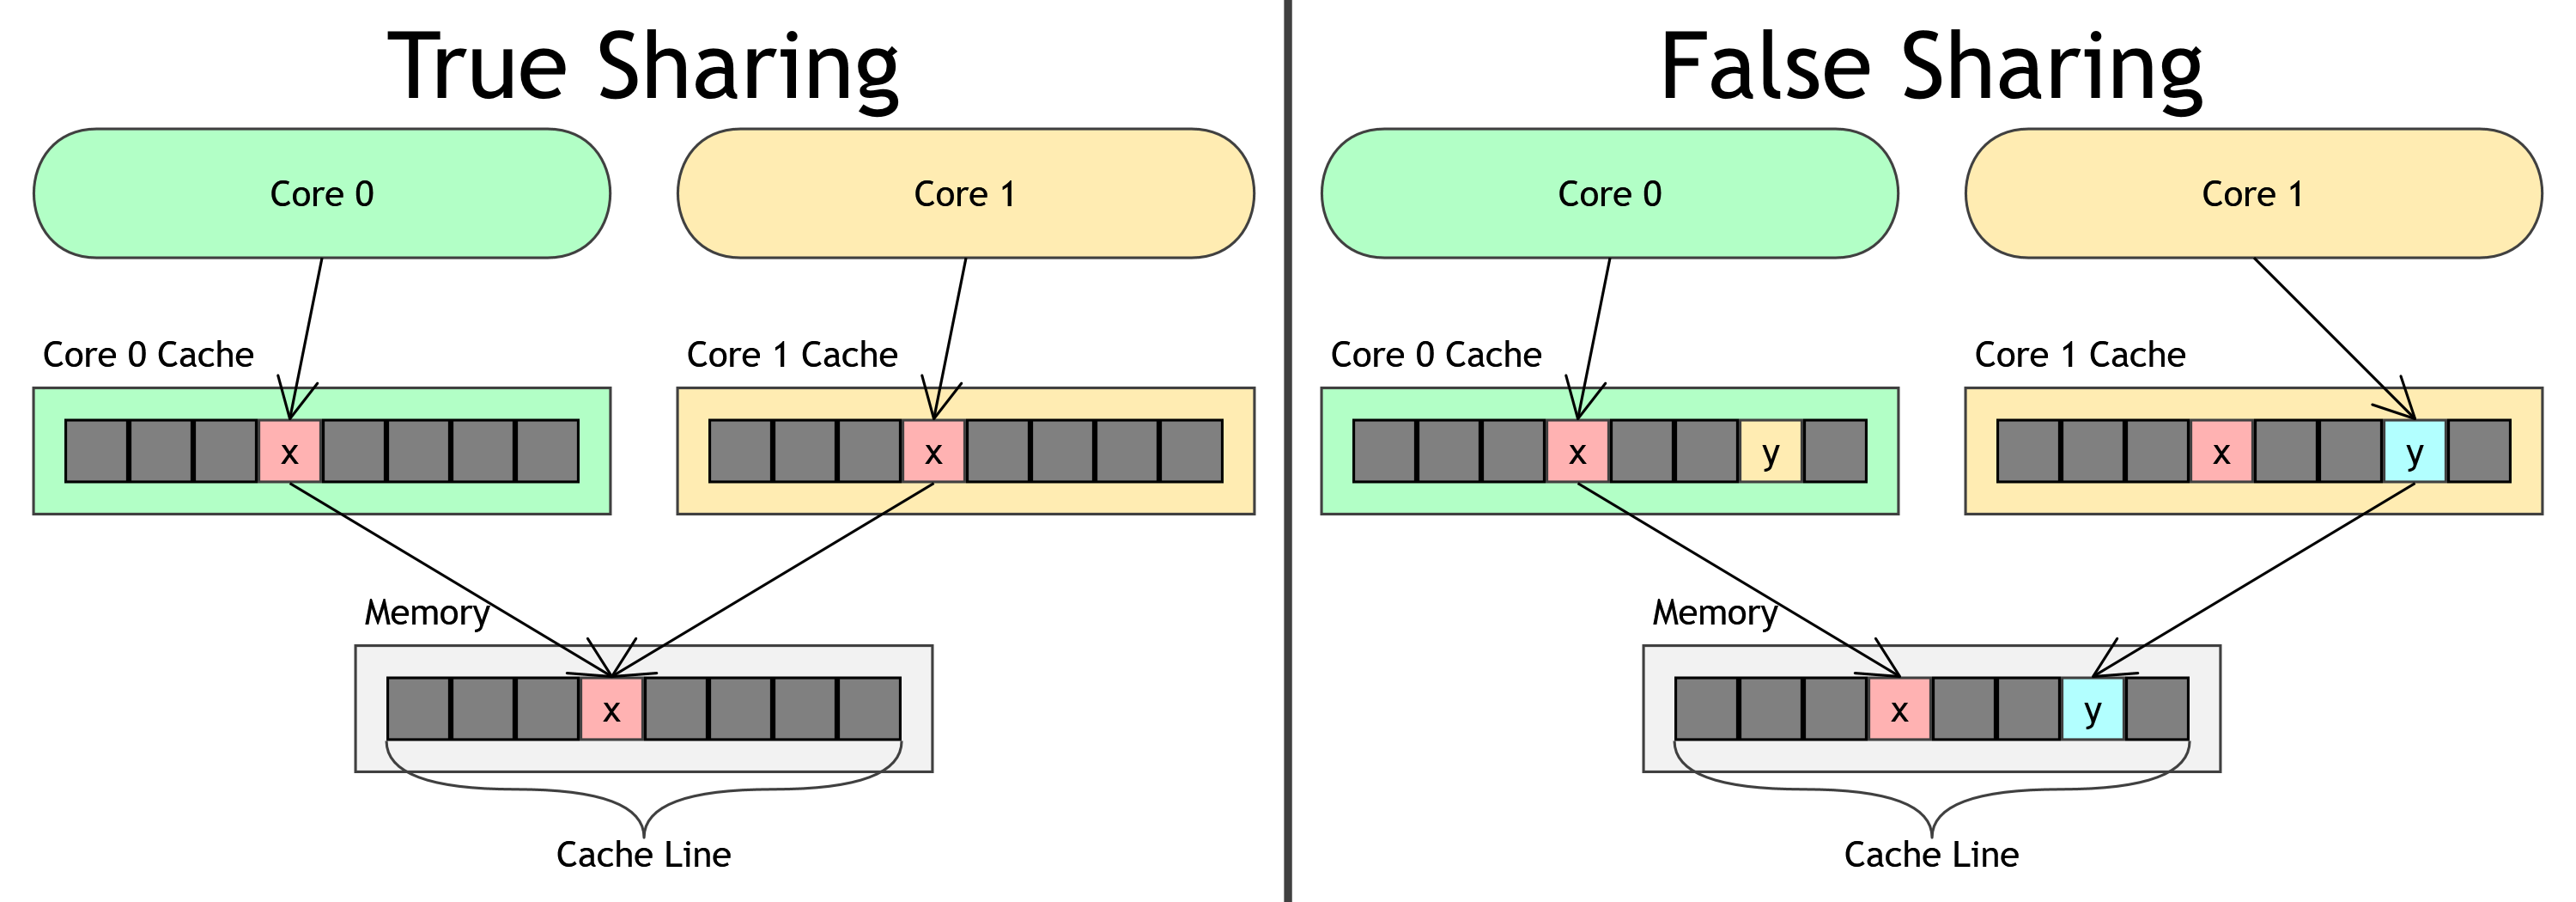 True Sharing
Core 0
Core 1
Core 0 Cache
Core 1 Cache
x
x
Memory
x
Cache Line
False Sharing
Core 0
Core 1
Core 0 Cache
Core 1 Cache
x y
x y
Memory
x y
Cache Line